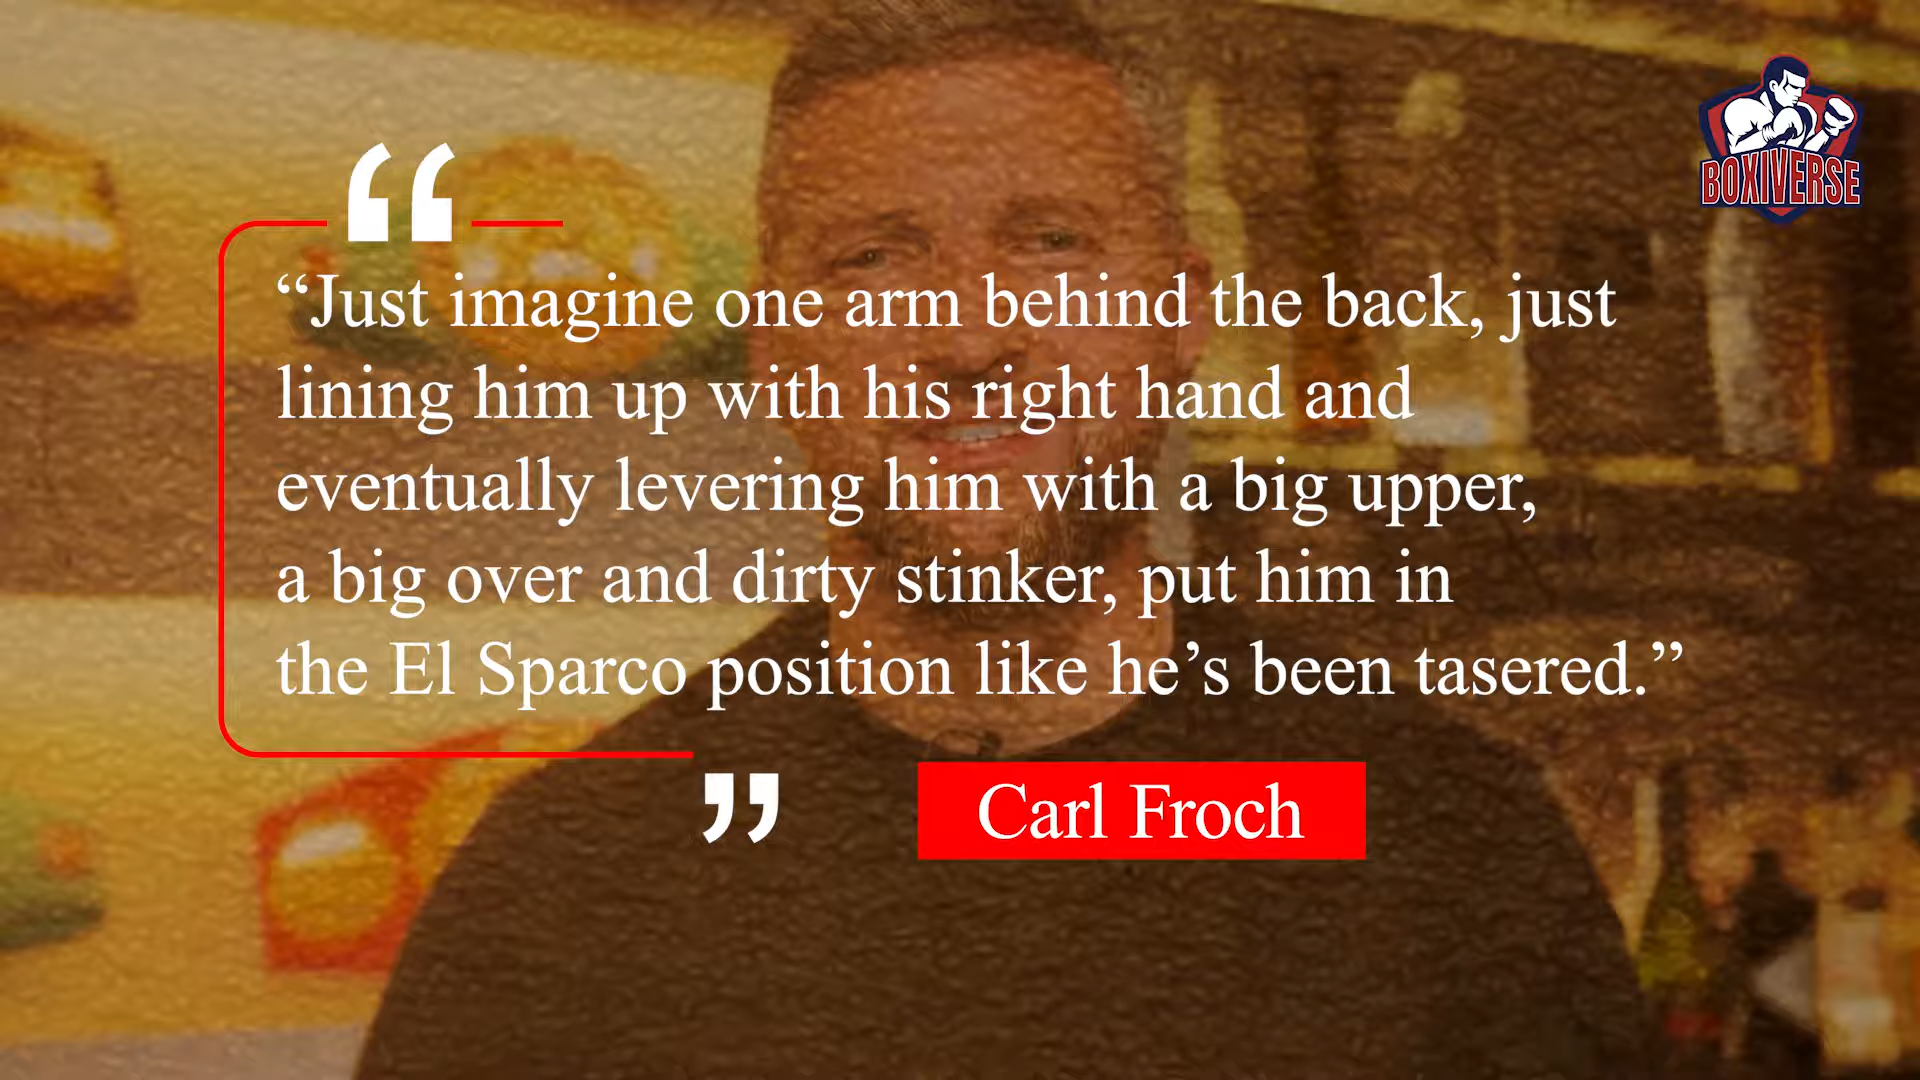 BOXIVERSE
“
“Just imagine one arm behind the back, just
lining him up with his right hand and
eventually levering him with a big upper,
a big over and dirty stinker, put him in
the El Sparco position like he’s been tasered.”
”
Carl Froch